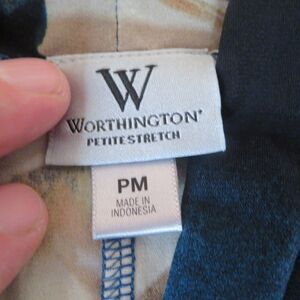 W
WORTHINGTON®
PETITE STRETCH
PM
MADE IN
INDONESIA